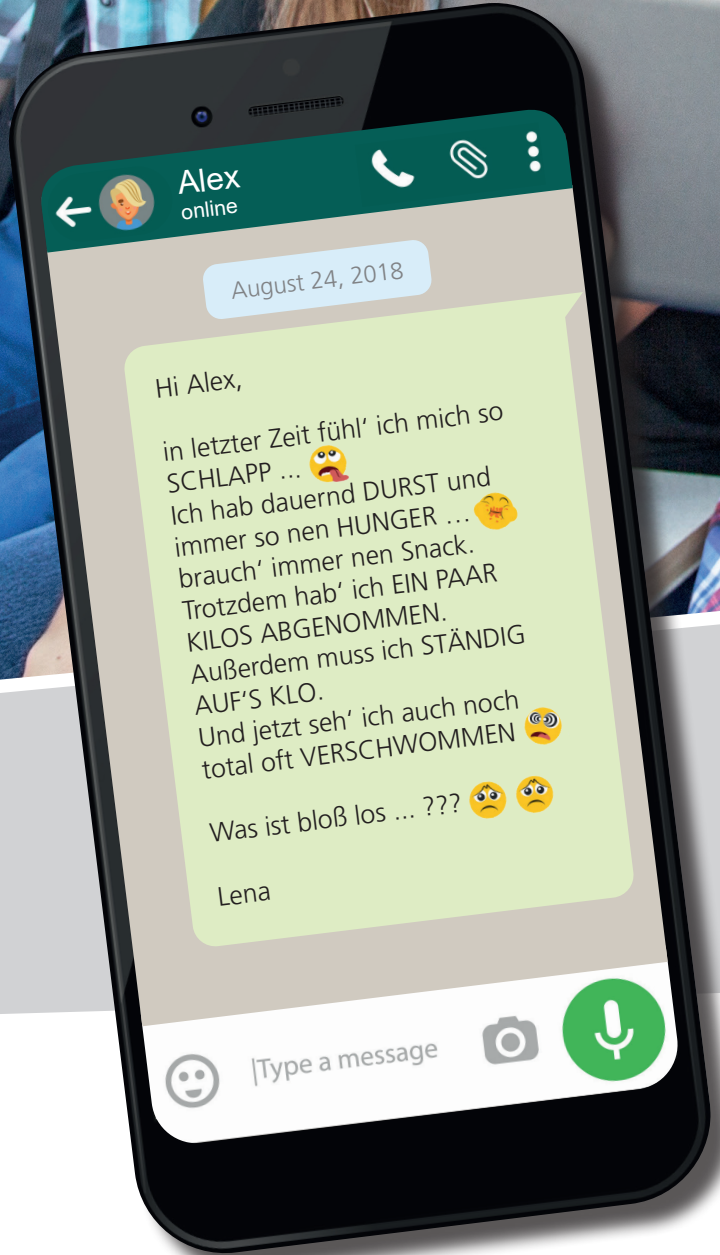 Alex
online
August 24, 2018
Hi Alex,
in letzter Zeit fühl‘ ich mich so
SCHLAPP ...
Ich hab dauernd DURST und
immer so nen HUNGER ...
brauch‘ immer nen Snack.
Trotzdem hab‘ ich EIN PAAR
KILOS ABGENOMMEN.
Außerdem muss ich STÄNDIG
AUF‘S KLO.
Und jetzt seh‘ ich auch noch
total oft VERSCHWOMMEN
Was ist bloß los ... ???
Lena
Type a message